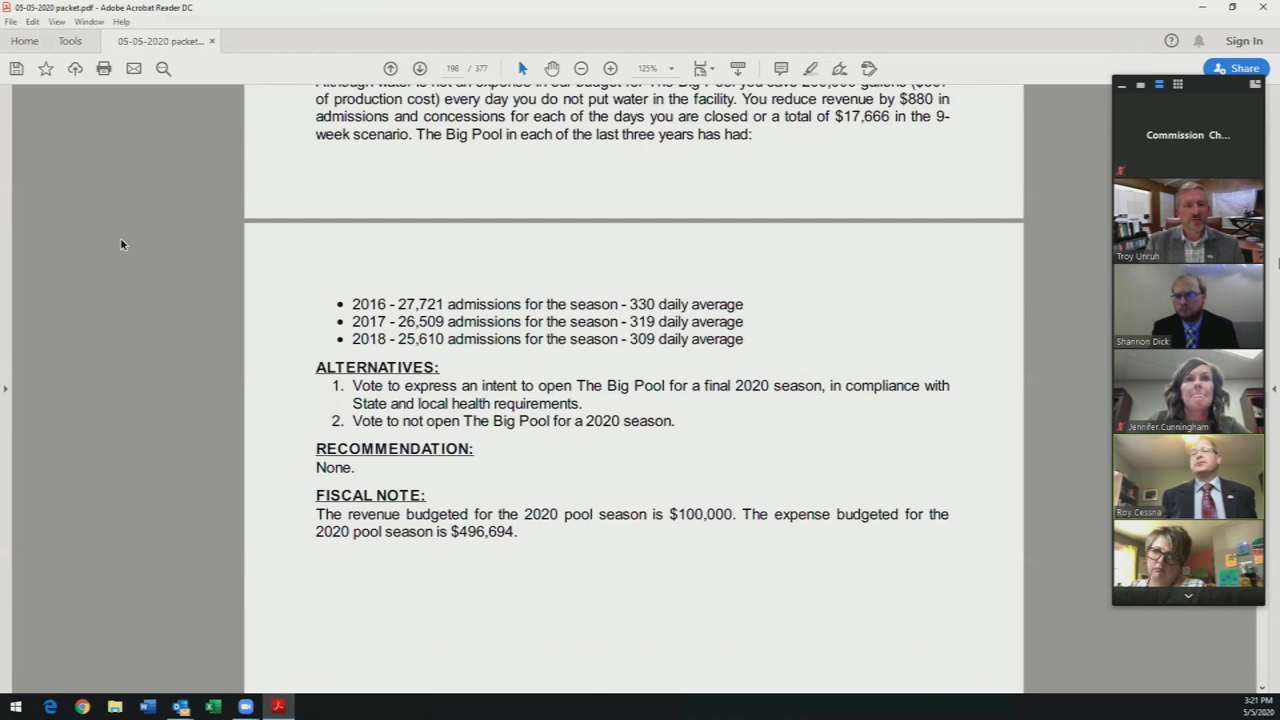 05-05-2020 packet.pdf - Adobe Acrobat Reader DC
File Edit View Window Help
Home Tools 05-05-2020 packet... × Sign In
198 / 377 125% Share
of production cost) every day you do not put water in the facility. You reduce revenue by $880 in
admissions and concessions for each of the days you are closed or a total of $17,666 in the 9-
week scenario. The Big Pool in each of the last three years has had:
• 2016 - 27,721 admissions for the season - 330 daily average
• 2017 - 26,509 admissions for the season - 319 daily average
• 2018 - 25,610 admissions for the season - 309 daily average
ALTERNATIVES:
1. Vote to express an intent to open The Big Pool for a final 2020 season, in compliance with
State and local health requirements.
2. Vote to not open The Big Pool for a 2020 season.
RECOMMENDATION:
None.
FISCAL NOTE:
The revenue budgeted for the 2020 pool season is $100,000. The expense budgeted for the
2020 pool season is $496,694.
Commission Ch...
Troy Unruh
Shannon Dick
Jennifer.Cunningham
Roy Cessna
3:21 PM
5/5/2020